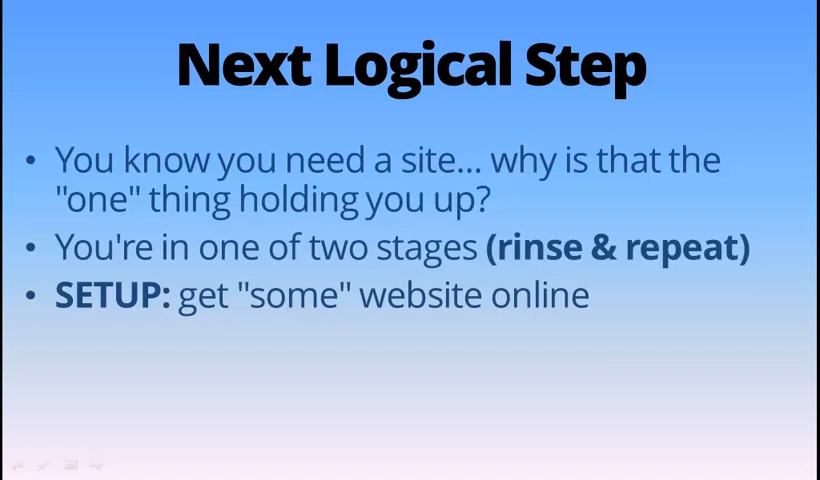 Next Logical Step
• You know you need a site... why is that the
"one" thing holding you up?
• You're in one of two stages (rinse & repeat)
• SETUP: get "some" website online